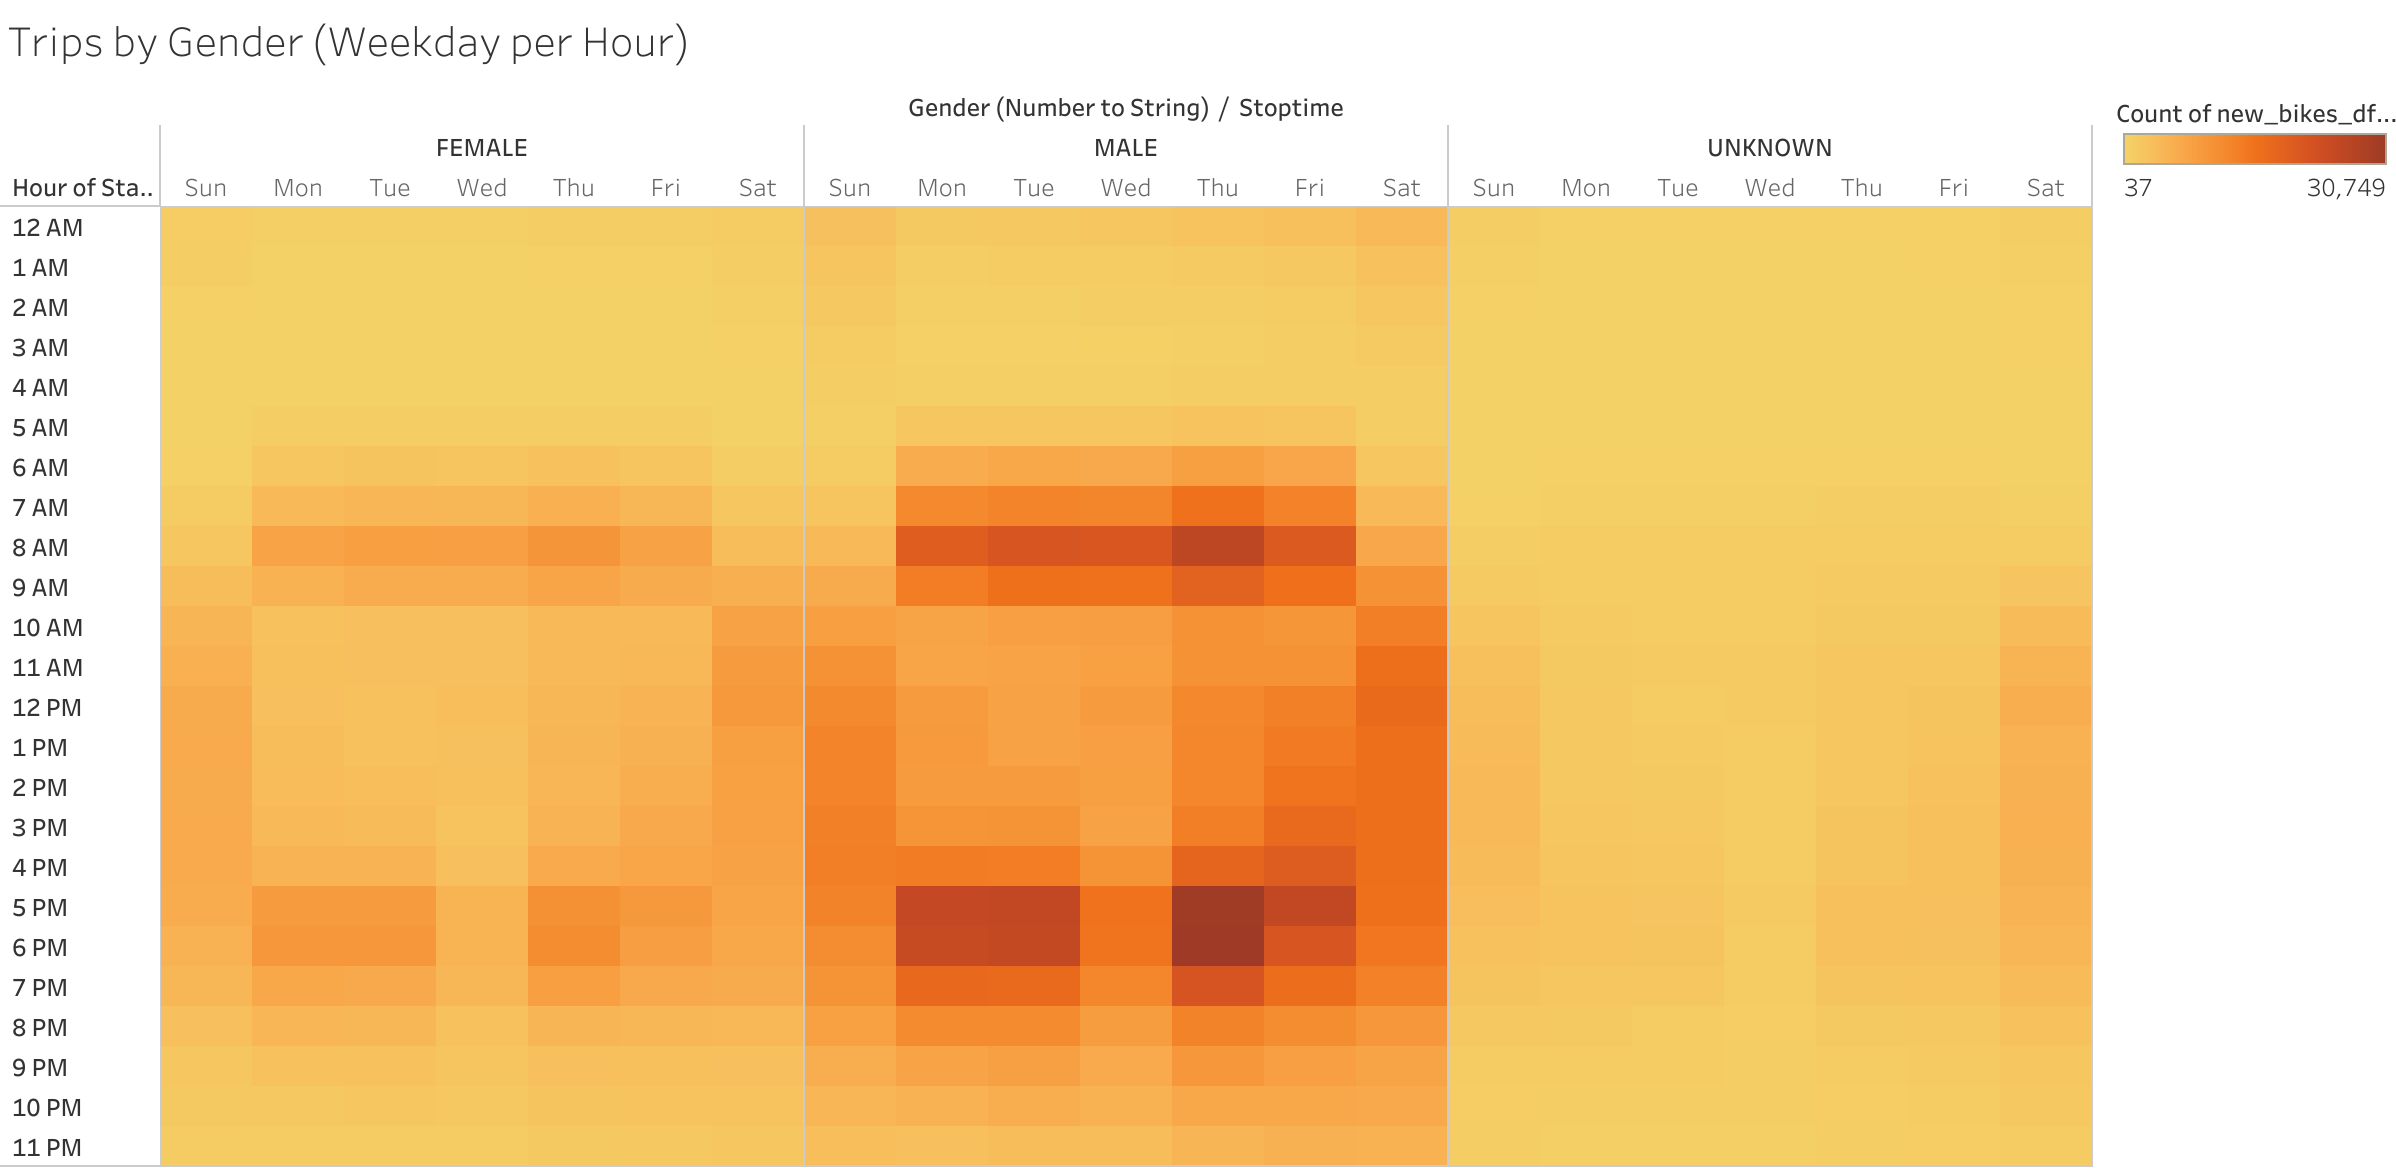 Trips by Gender (Weekday per Hour)
Gender (Number to String) / Stoptime
Count of new_bikes_df...
FEMALE MALE UNKNOWN
37 30,749
Hour of Sta.. Sun Mon Tue Wed Thu Fri Sat Sun Mon Tue Wed Thu Fri Sat Sun Mon Tue Wed Thu Fri Sat
12 AM
1 AM
2 AM
3 AM
4 AM
5 AM
6 AM
7 AM
8 AM
9 AM
10 AM
11 AM
12 PM
1 PM
2 PM
3 PM
4 PM
5 PM
6 PM
7 PM
8 PM
9 PM
10 PM
11 PM